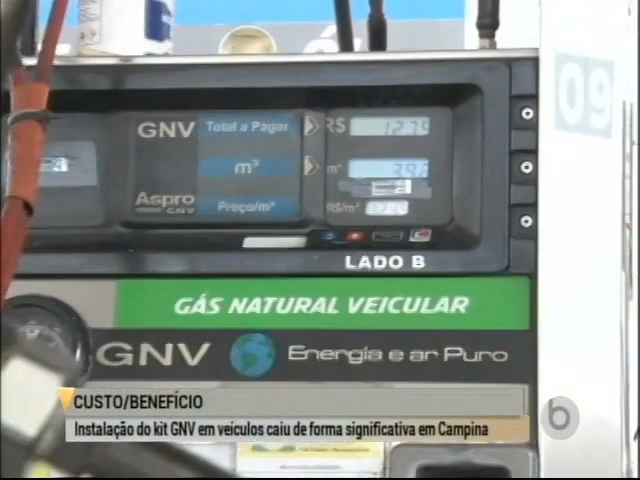 09
GNV Total a Pagar R$
m³ m³
Aspro Preço/m³ R$/m³
GNV
LADO B
GÁS NATURAL VEICULAR
GNV Energia e ar Puro
CUSTO/BENEFÍCIO
Instalação do kit GNV em veículos caiu de forma significativa em Campina
b